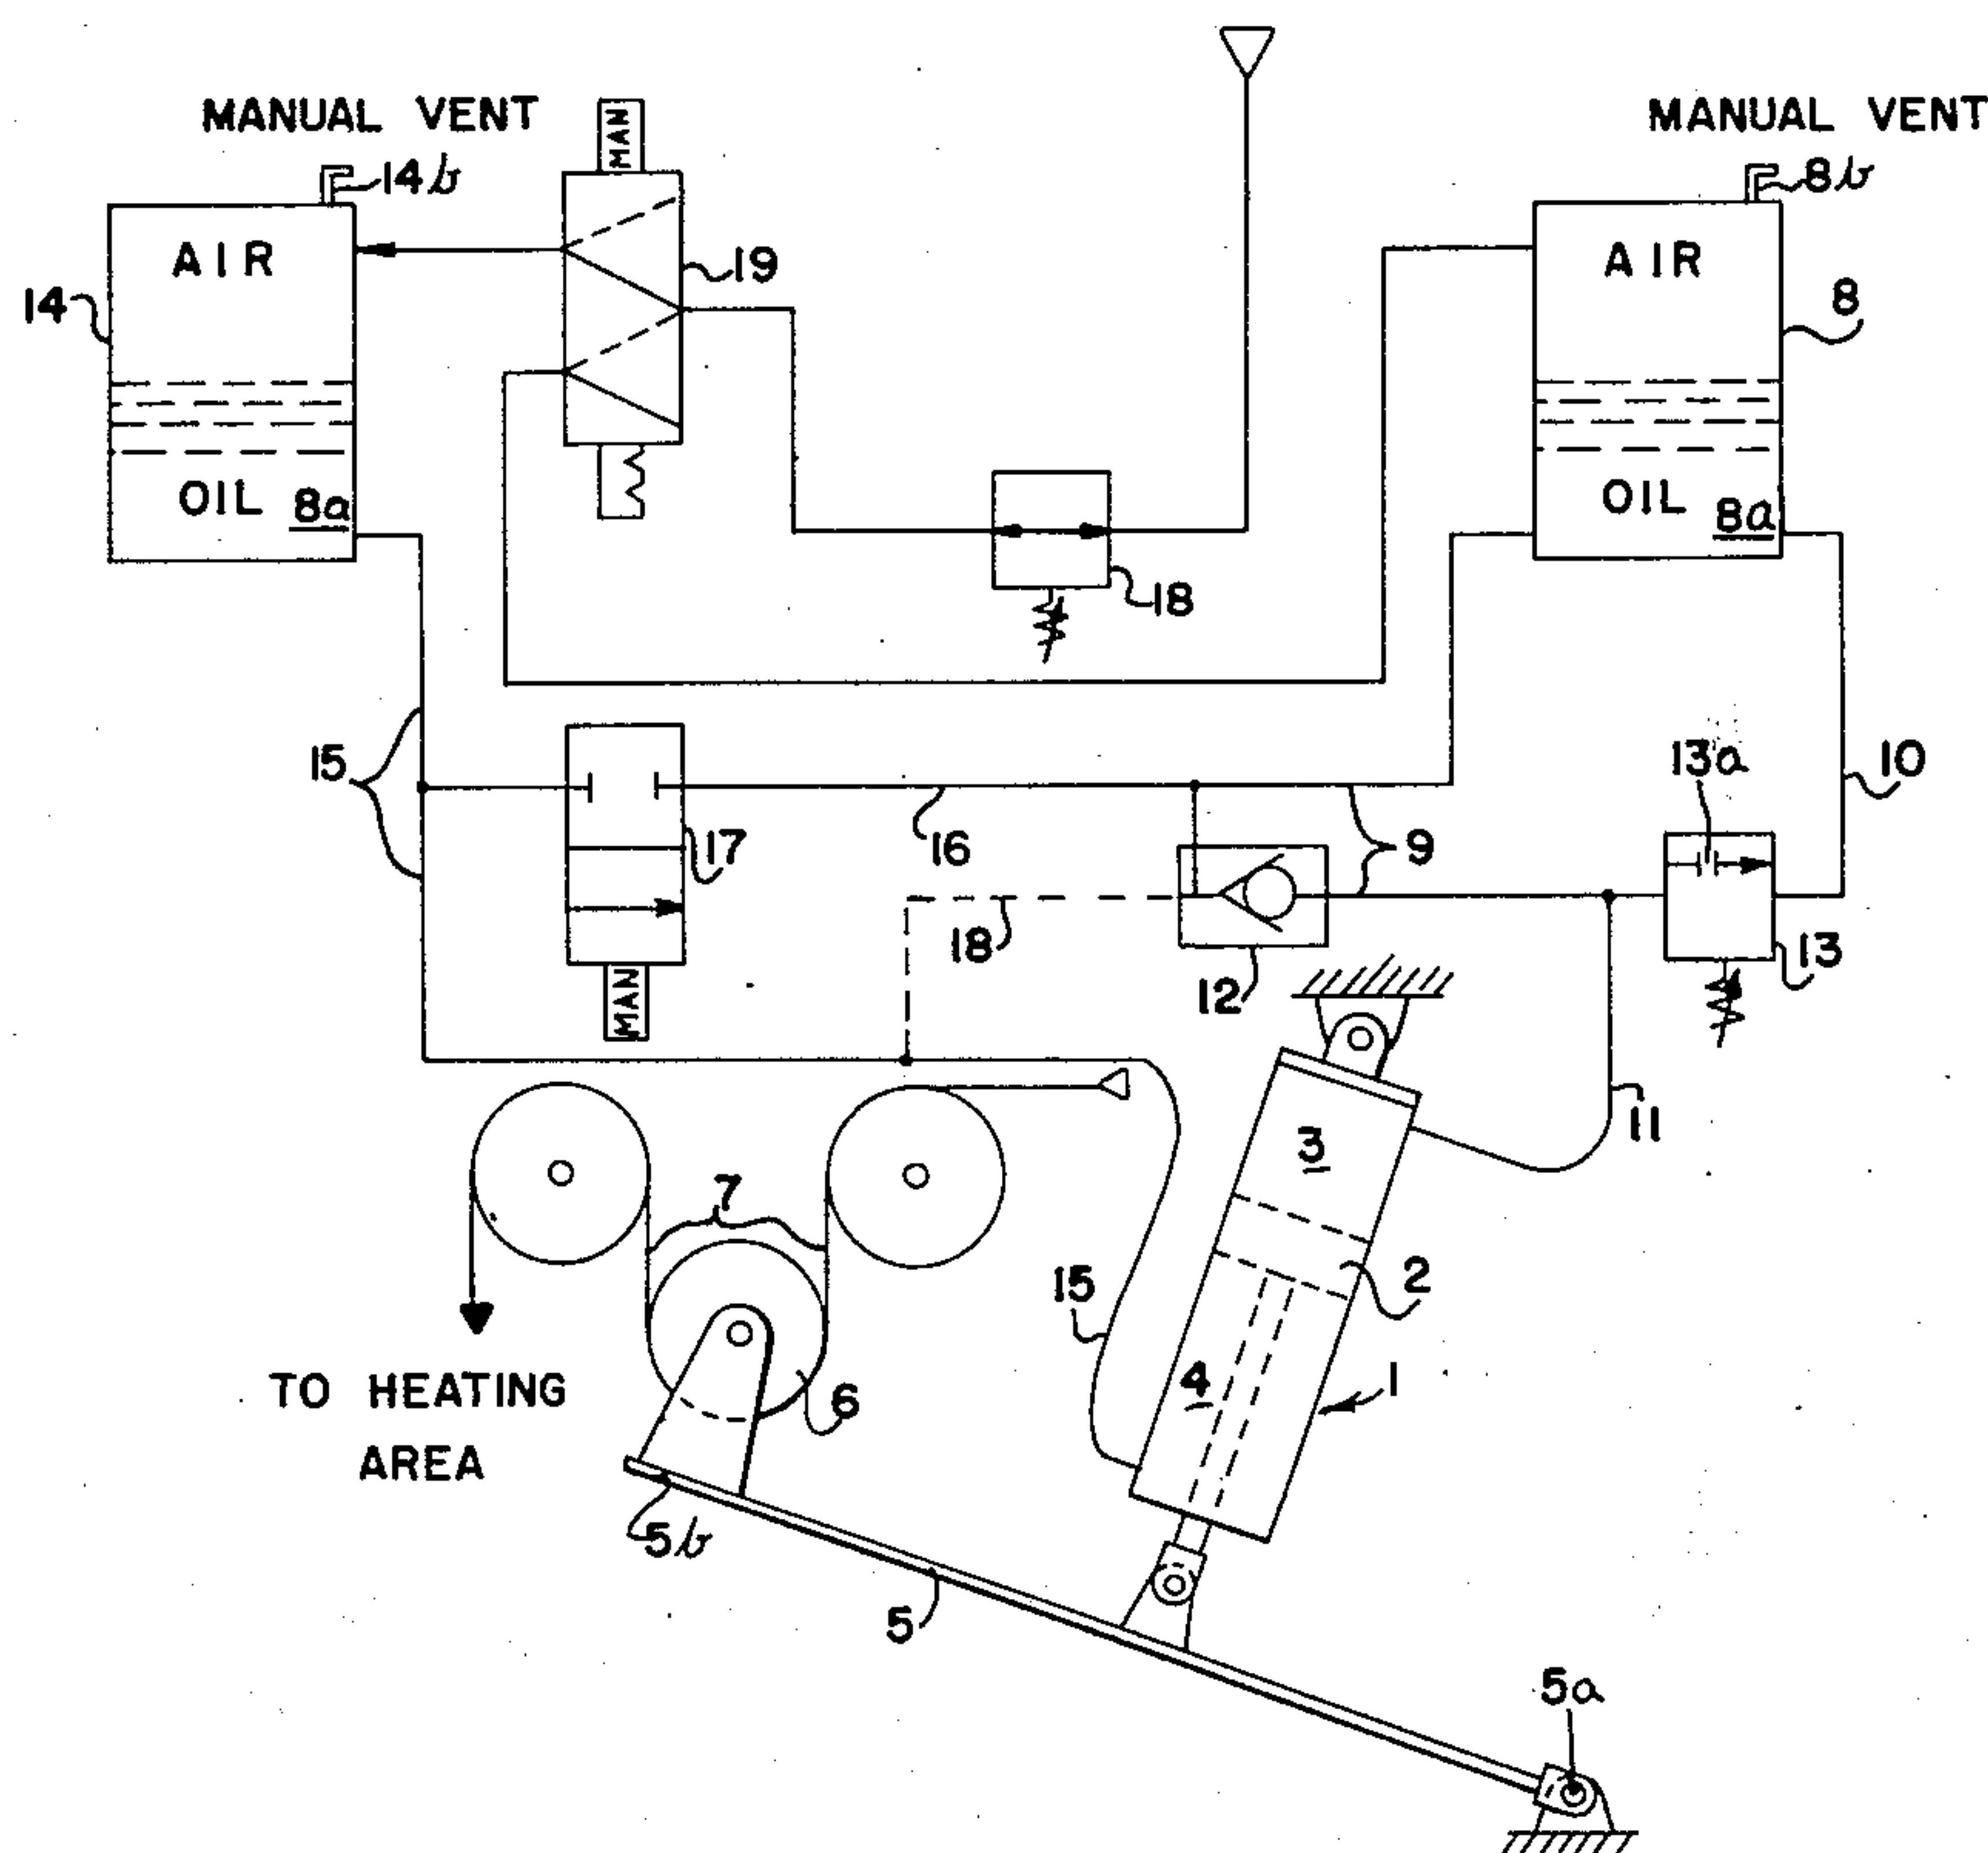 MANUAL VENT
MANUAL VENT
14b
8b
MAN
AIR
19
AIR
14
8
OIL
8a
OIL
8a
18
15
13a
10
17
16
9
18
12
13
MAN
11
3
7
15
2
4
1
6
TO HEATING
AREA
5b
5
5a